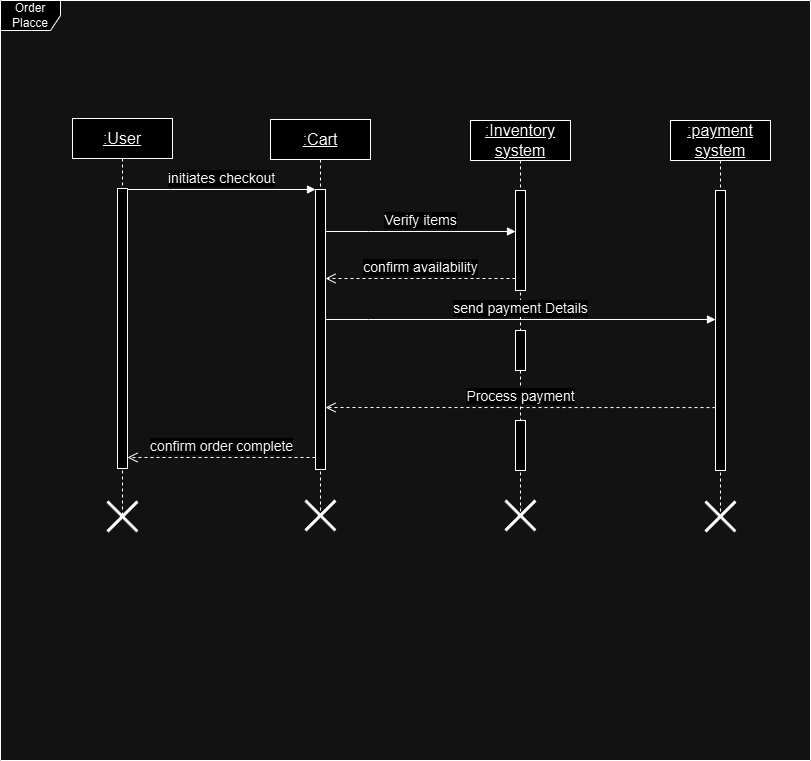 Order
Placce
:User
:Cart
:Inventory
system
:payment
system
initiates checkout
Verify items
confirm availability
send payment Details
Process payment
confirm order complete